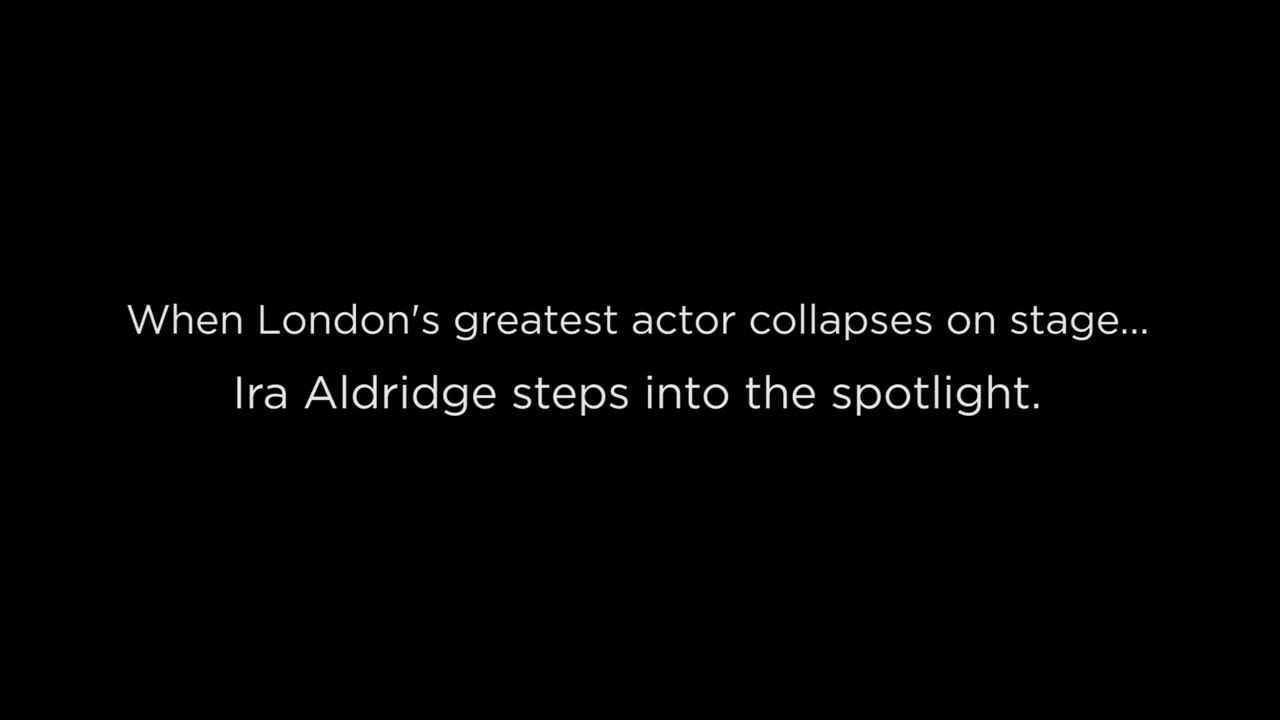 When London's greatest actor collapses on stage...
Ira Aldridge steps into the spotlight.